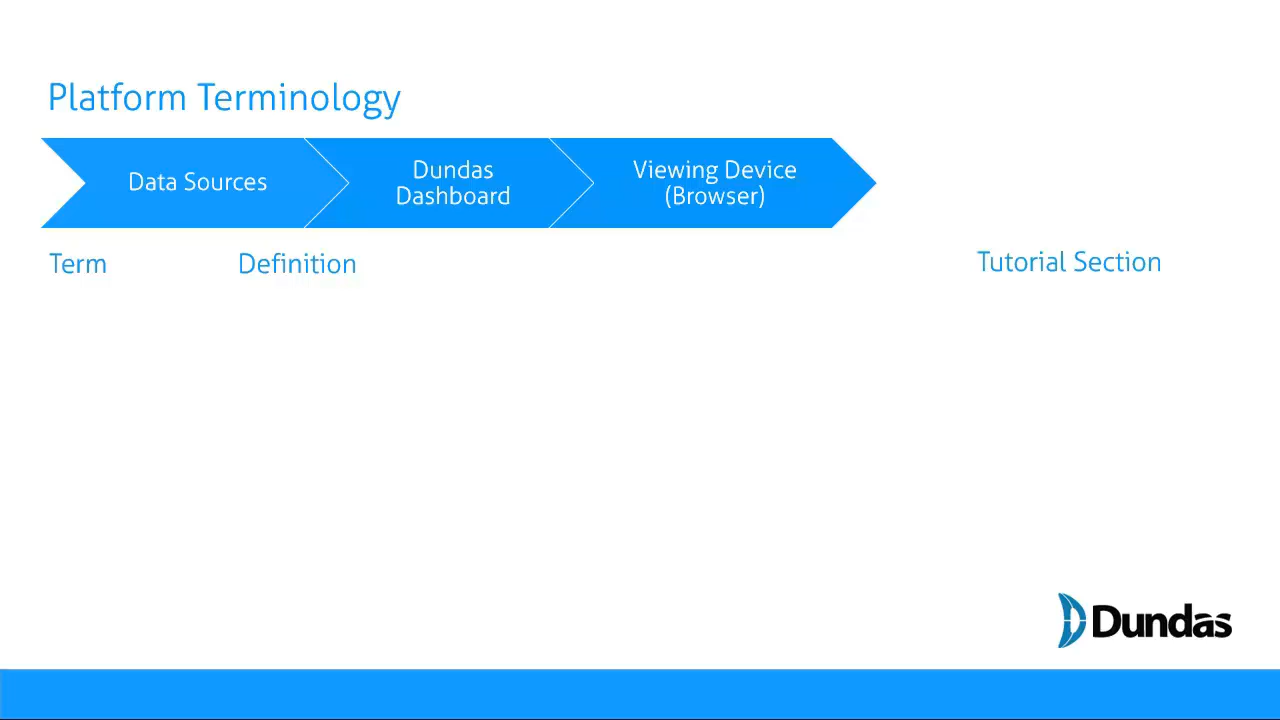 Platform Terminology
Data Sources
Dundas
Dashboard
Viewing Device
(Browser)
Term
Definition
Tutorial Section
Dundas